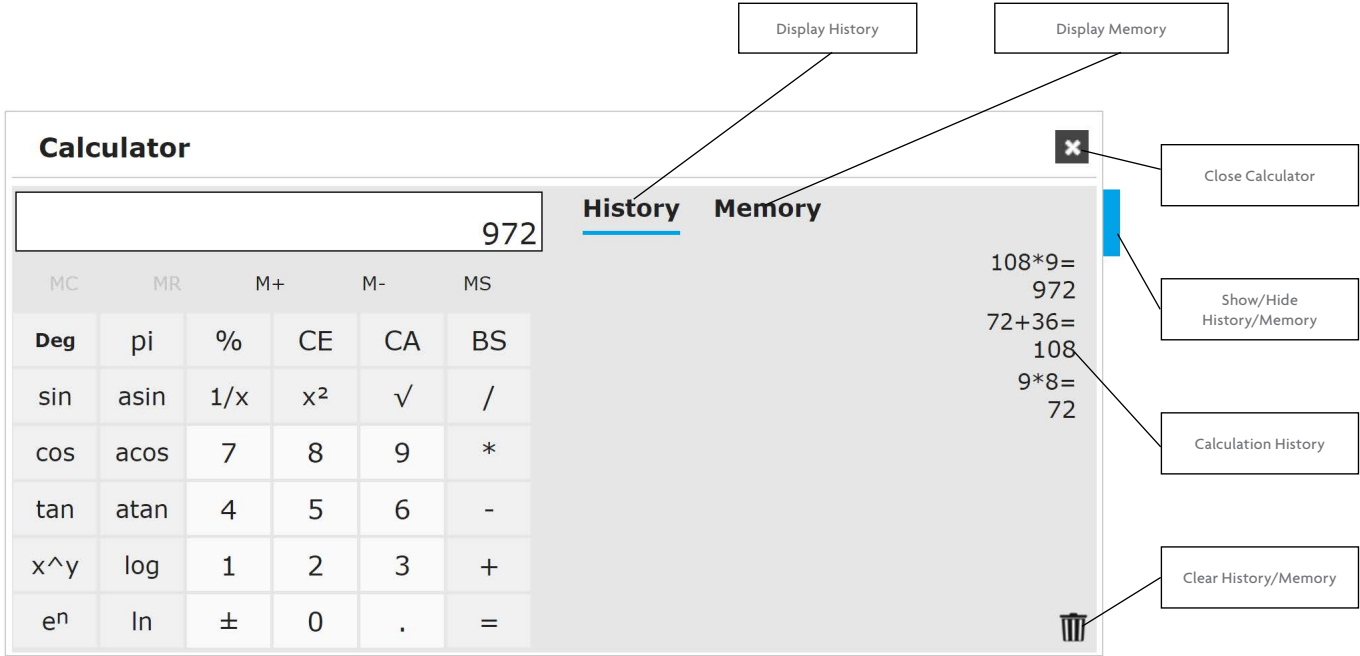 Display History
Display Memory
Calculator
Close Calculator
972
History
Memory
MC MR M+ M- MS
108*9=
972
72+36=
108
9*8=
72
Show/Hide
History/Memory
Deg pi % CE CA BS
sin asin 1/x x² √ /
cos acos 7 8 9 *
Calculation History
tan atan 4 5 6 -
x^y log 1 2 3 +
Clear History/Memory
eⁿ ln ± 0 . =